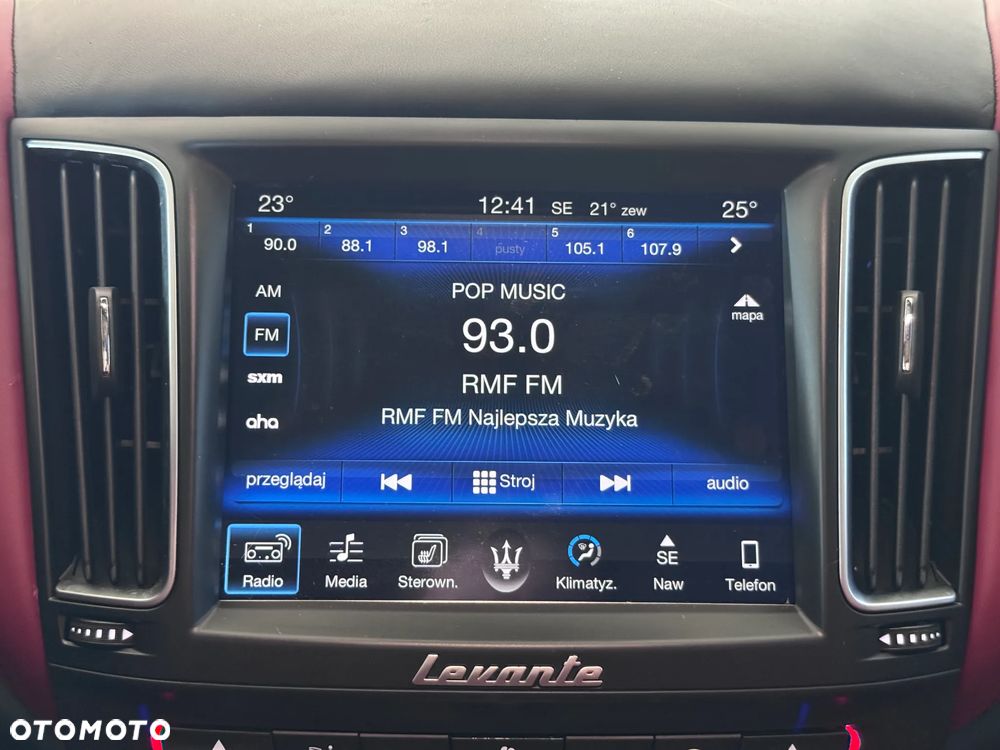 23° 12:41 SE 21° zew 25°
1 90.0 2 88.1 3 98.1 4 pusty 5 105.1 6 107.9
AM
POP MUSIC
mapa
FM
93.0
sxm
RMF FM
aha
RMF FM Najlepsza Muzyka
przeglądaj Stroj audio
Radio Media Sterown. Klimatyz. SE Naw Telefon
Levante
OTOMOTO